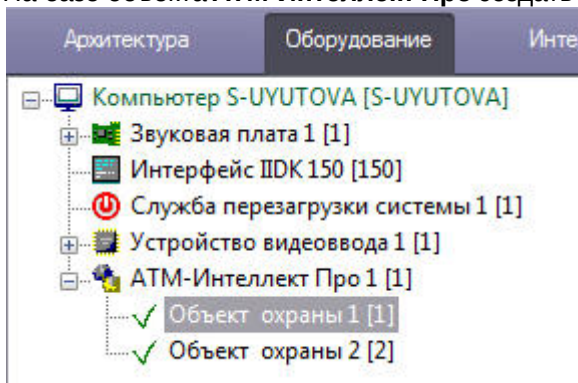 Архитектура Оборудование Инте
Компьютер S-UYUTOVA [S-UYUTOVA]
Звуковая плата 1 [1]
Интерфейс IIDK 150 [150]
Служба перезагрузки системы 1 [1]
Устройство видеоввода 1 [1]
АТМ-Интеллект Про 1 [1]
Объект охраны 1 [1]
Объект охраны 2 [2]